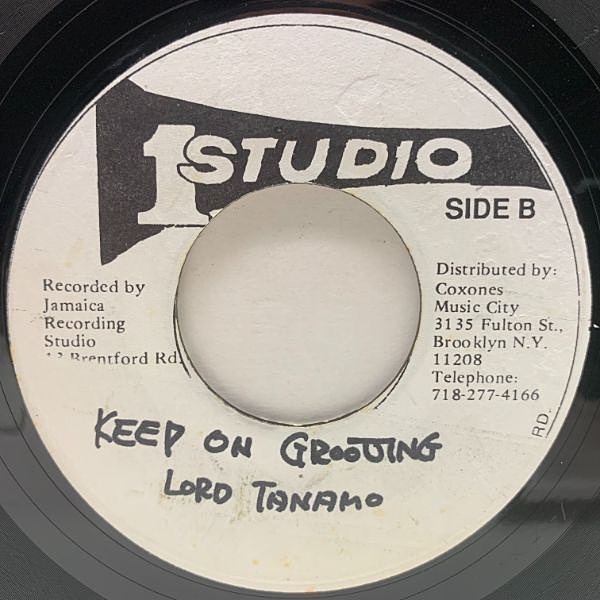 1 STUDIO
SIDE B
Recorded by
Jamaica
Recording
Studio
13 Brentford Rd.
Distributed by:
Coxones
Music City
3135 Fulton St.,
Brooklyn N.Y.
11208
Telephone:
718-277-4166
RD.
KEEP ON GROOVING
LORD TANAMO